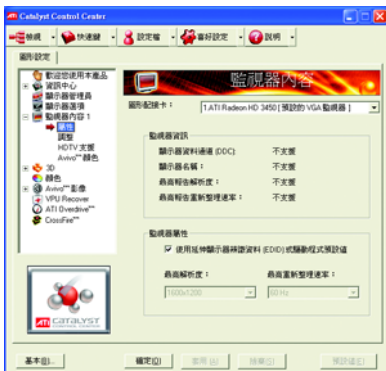 ATI Catalyst Control Center
檢視
快速鍵
設定檔
喜好設定
說明
圖形設定
歡迎您使用本產品
資訊中心
顯示器管理員
顯示器選項
監視器內容 1
屬性
調整
HDTV 支援
Avivo™ 顏色
3D
顏色
Avivo™ 影像
VPU Recover
ATI Overdrive™
CrossFire™
ATI CATALYST
CONTROL CENTER
監視器內容
圖形配接卡：
1.ATI Radeon HD 3450 [預設的 VGA 監視器 ]
監視器資訊
顯示器資料通道 (DDC): 不支援
顯示器名稱： 不支援
最高報告解析度： 不支援
最高報告重新整理速率： 不支援
監視器屬性
使用延伸顯示器辨識資料 (EDID) 或驅動程式預設值
最高解析度： 最高重新整理速率：
1600x1200 60 Hz
基本(B)... 確定(O) 套用(A) 捨棄(S) 預設值(E)